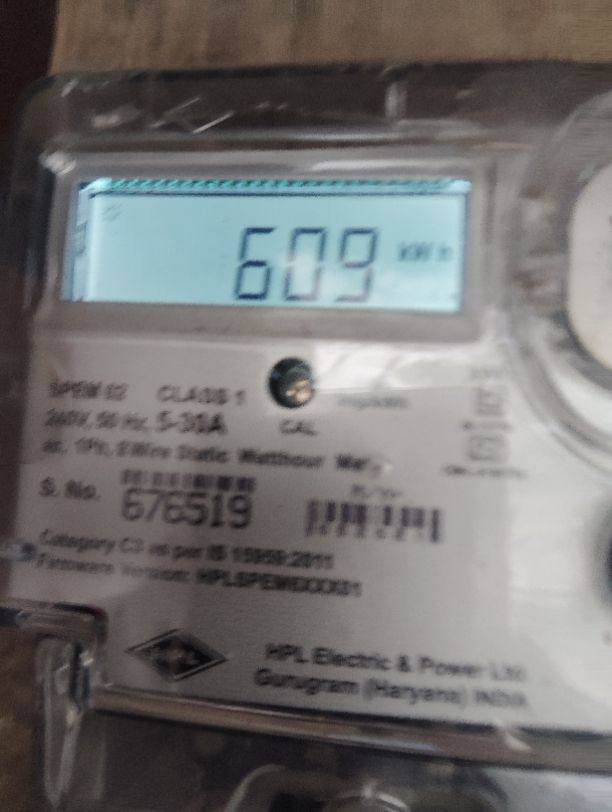 609 kWh
SPEM 02 CLASS 1
240V, 50 Hz, 5-30A
CAL
ac, 1Ph, 2Wire Static Watthour
S. No. 676519
Category C3 as per IS 15959:2011
Firmware Version:
HPL Electric & Power Ltd
Gurugram (Haryana) INDIA